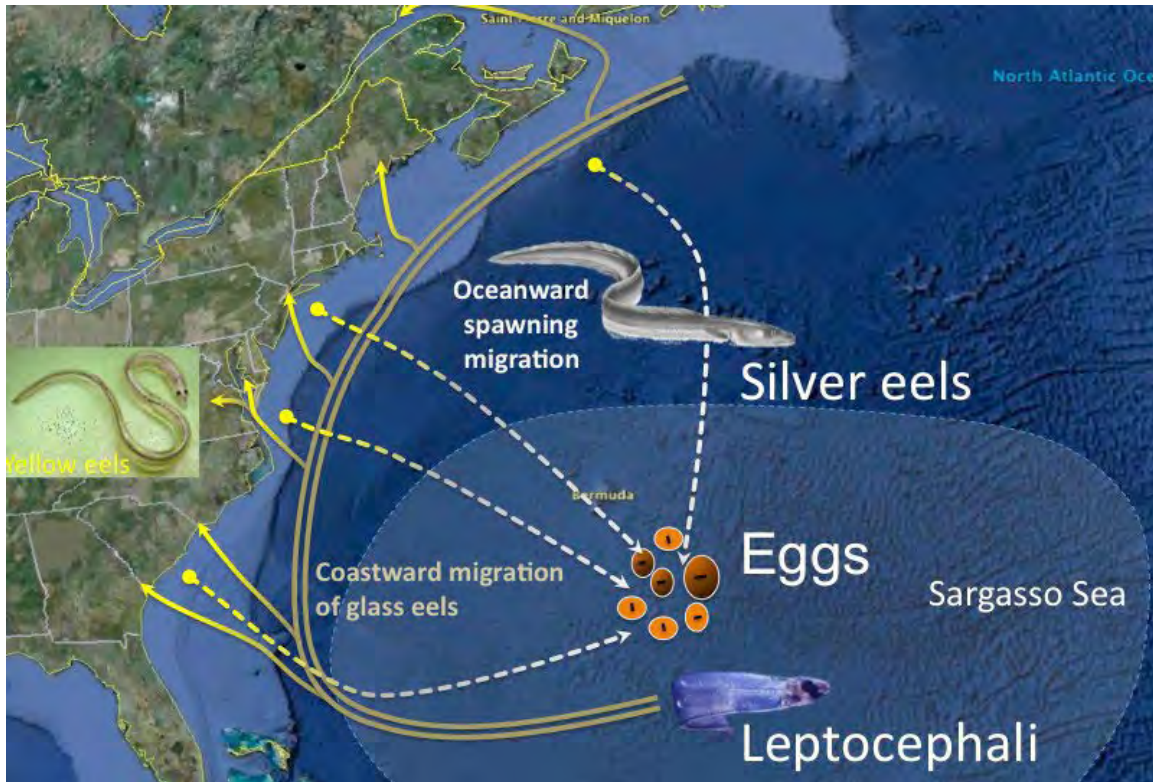 Saint-Pierre and Miquelon
North Atlantic Oce
Oceanward
spawning
migration
Silver eels
Yellow eels
Bermuda
Eggs
Coastward migration
of glass eels
Sargasso Sea
Leptocephali